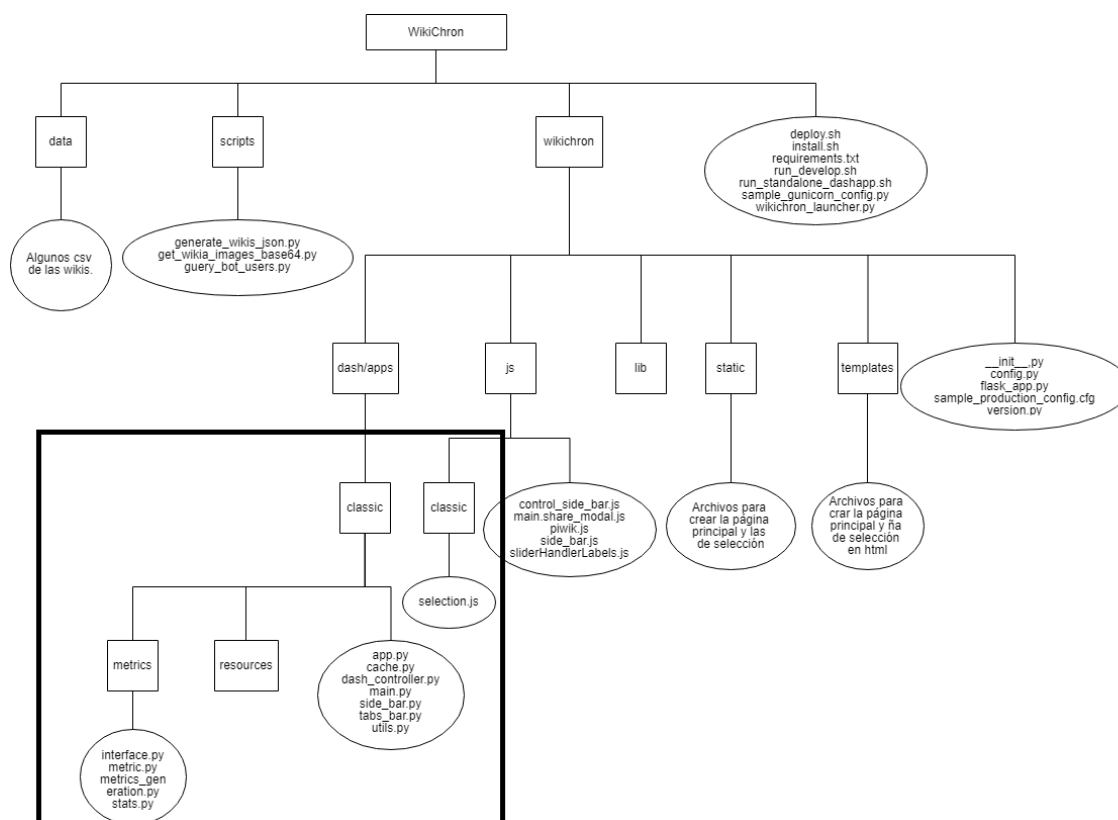 WikiChron
data
scripts
wikichron
deploy.sh
install.sh
requirements.txt
run_develop.sh
run_standalone_dashapp.sh
sample_gunicorn_config.py
wikichron_launcher.py
Algunos csv
de las wikis.
generate_wikis_json.py
get_wikia_images_base64.py
guery_bot_users.py
dash/apps
js
lib
static
templates
__init__,py
config.py
flask_app.py
sample_production_config.cfg
version.py
classic
classic
control_side_bar.js
main.share_modal.js
piwik.js
side_bar.js
sliderHandlerLabels.js
Archivos para
crear la página
principal y las
de selección
Archivos para
crar la página
principal y ña
de selección
en html
selection.js
metrics
resources
app.py
cache.py
dash_controller.py
main.py
side_bar.py
tabs_bar.py
utils.py
interface.py
metric.py
metrics_gen
eration.py
stats.py